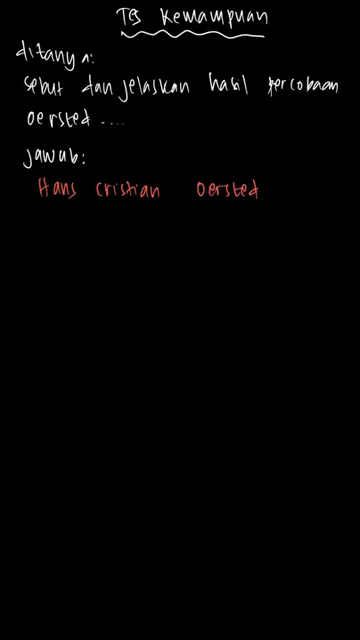 Tes Kemampuan
ditanya:
Sebut dan jelaskan hasil percobaan
Oersted ....
jawab:
Hans cristian Oersted